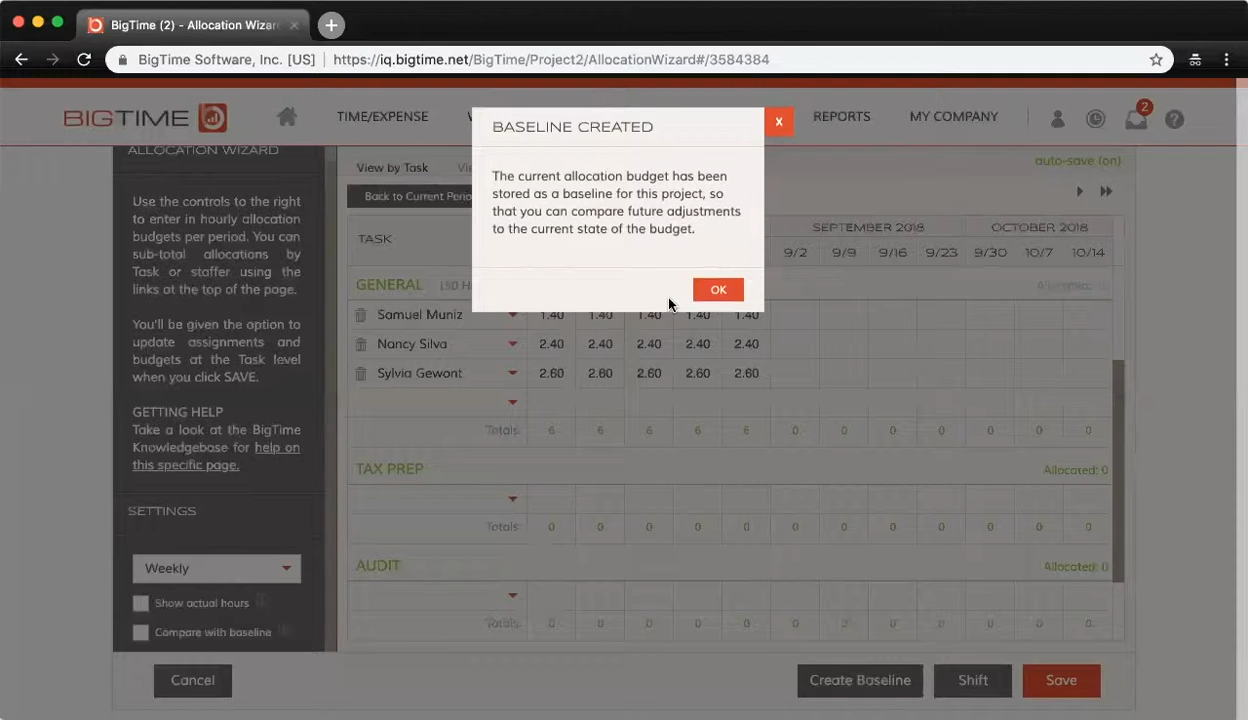 BigTime (2) - Allocation Wizar
BigTime Software, Inc. [US]
https://iq.bigtime.net/BigTime/Project2/AllocationWizard#/3584384
BIGTIME
TIME/EXPENSE
REPORTS
MY COMPANY
2
ALLOCATION WIZARD
Use the controls to the right
to enter in hourly allocation
budgets per period. You can
sub-total allocations by
Task or staffer using the
links at the top of the page.
You'll be given the option to
update assignments and
budgets at the Task level
when you click SAVE.
GETTING HELP
Take a look at the BigTime
Knowledgebase for help on
this specific page.
SETTINGS
Weekly
Show actual hours
Compare with baseline
View by Task
auto-save (on)
Back to Current Perio
BASELINE CREATED
X
The current allocation budget has been
stored as a baseline for this project, so
that you can compare future adjustments
to the current state of the budget.
OK
TASK
SEPTEMBER 2018 OCTOBER 2018
9/2 9/9 9/16 9/23 9/30 10/7 10/14
GENERAL
Samuel Muniz 1.40 1.40 1.40 1.40 1.40
Nancy Silva 2.40 2.40 2.40 2.40 2.40
Sylvia Gewont 2.60 2.60 2.60 2.60 2.60
Totals: 6 6 6 6 6 0 0 0 0 0 0 0
TAX PREP Allocated: 0
Totals: 0 0 0 0 0 0 0 0 0 0 0 0
AUDIT Allocated: 0
Totals: 0 0 0 0 0 0 0 0 0 0 0 0
Cancel
Create Baseline
Shift
Save